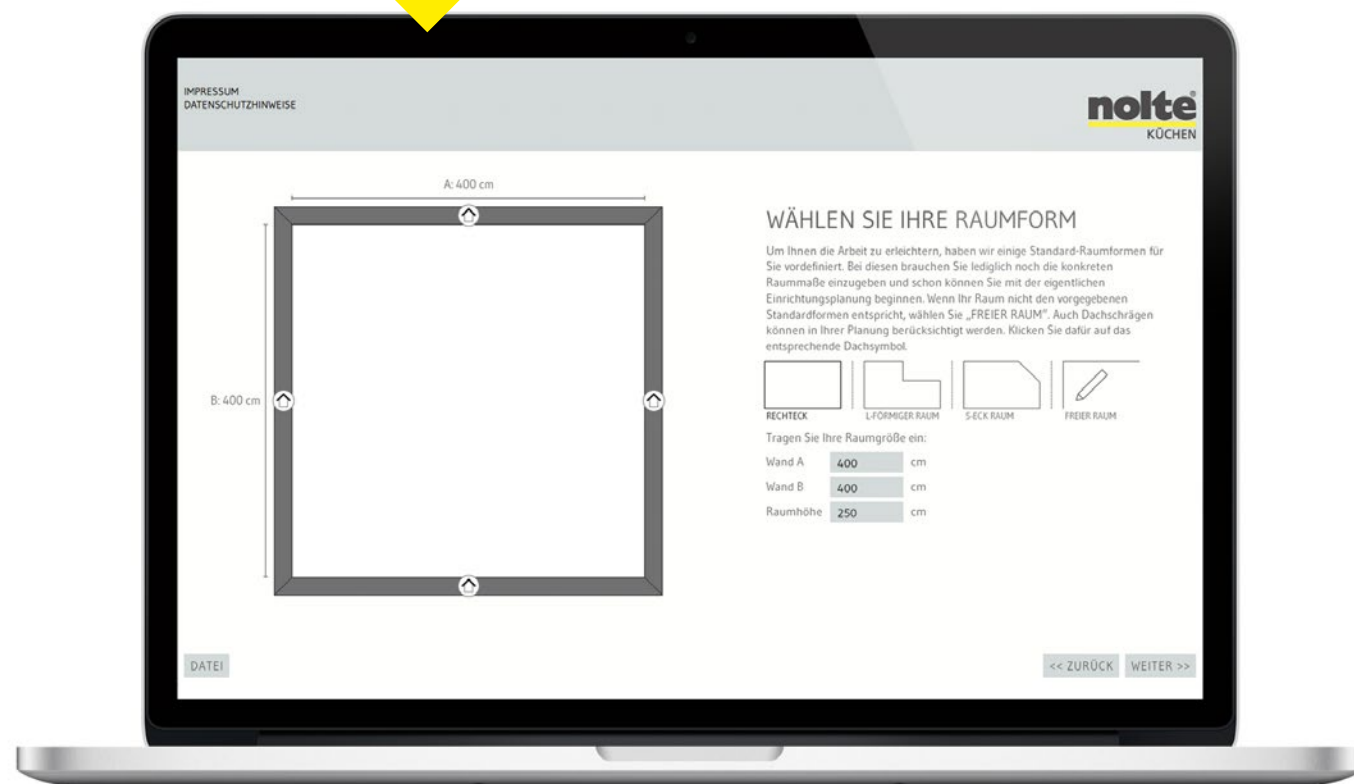 IMPRESSUM
DATENSCHUTZHINWEISE
nolte®
KÜCHEN
A: 400 cm
B: 400 cm
WÄHLEN SIE IHRE RAUMFORM
Um Ihnen die Arbeit zu erleichtern, haben wir einige Standard-Raumformen für
Sie vordefiniert. Bei diesen brauchen Sie lediglich noch die konkreten
Raummaße einzugeben und schon können Sie mit der eigentlichen
Einrichtungsplanung beginnen. Wenn Ihr Raum nicht den vorgegebenen
Standardformen entspricht, wählen Sie „FREIER RAUM". Auch Dachschrägen
können in Ihrer Planung berücksichtigt werden. Klicken Sie dafür auf das
entsprechende Dachsymbol.
RECHTECK L-FÖRMIGER RAUM 5-ECK RAUM FREIER RAUM
Tragen Sie Ihre Raumgröße ein:
Wand A 400 cm
Wand B 400 cm
Raumhöhe 250 cm
DATEI << ZURÜCK WEITER >>